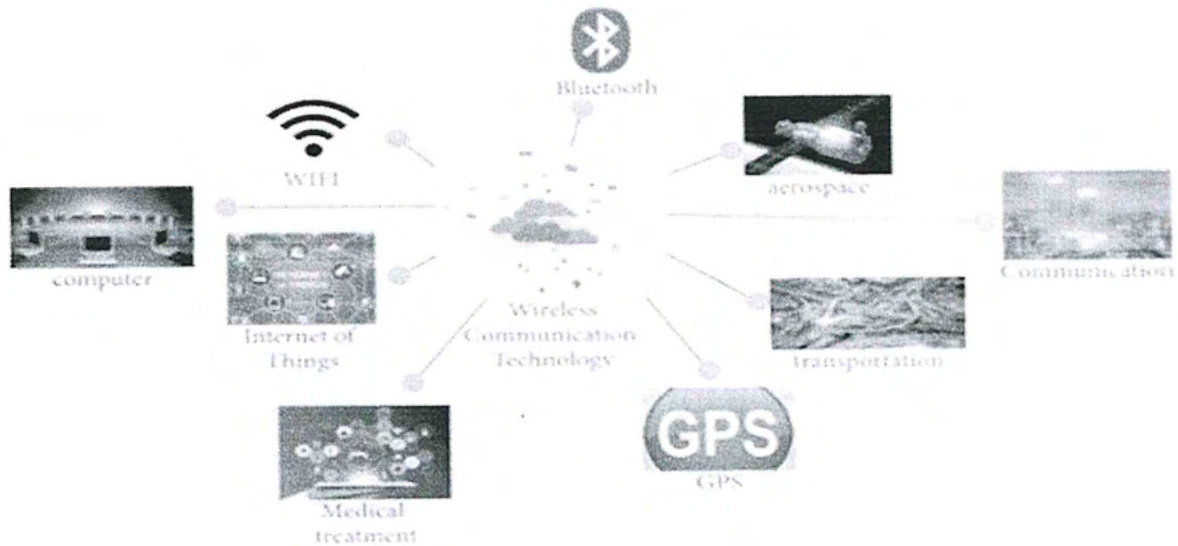 Bluetooth
WIFI
aerospace
computer
Communication
Internet of
Things
Wireless
Communication
Technology
transportation
GPS
GPS
Medical
treatment